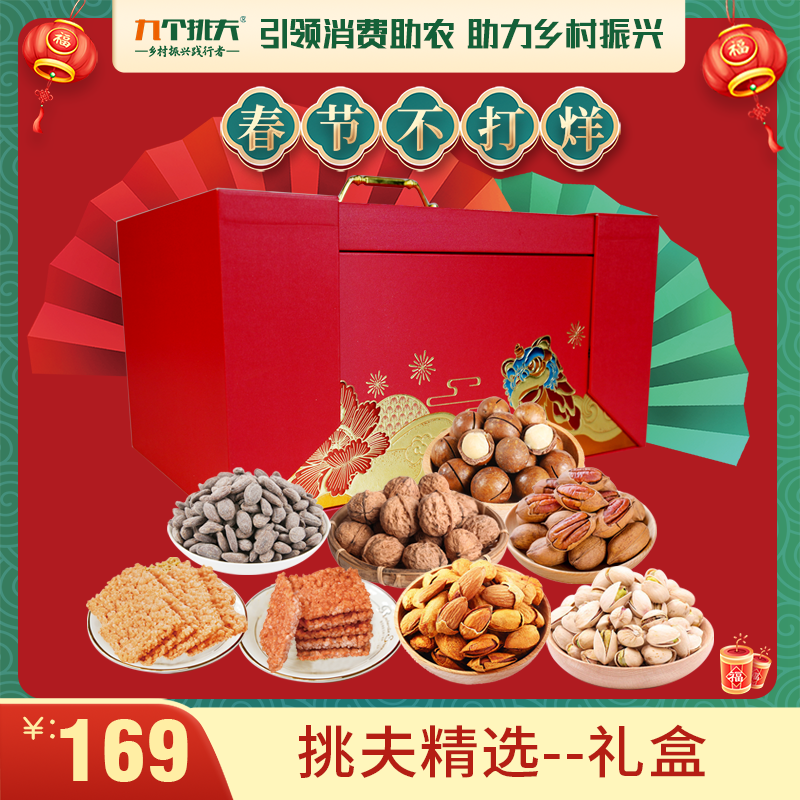 九个挑夫®
乡村振兴践行者
引领消费助农 助力乡村振兴
福
福
春节不打烊
福
¥:169
挑夫精选--礼盒